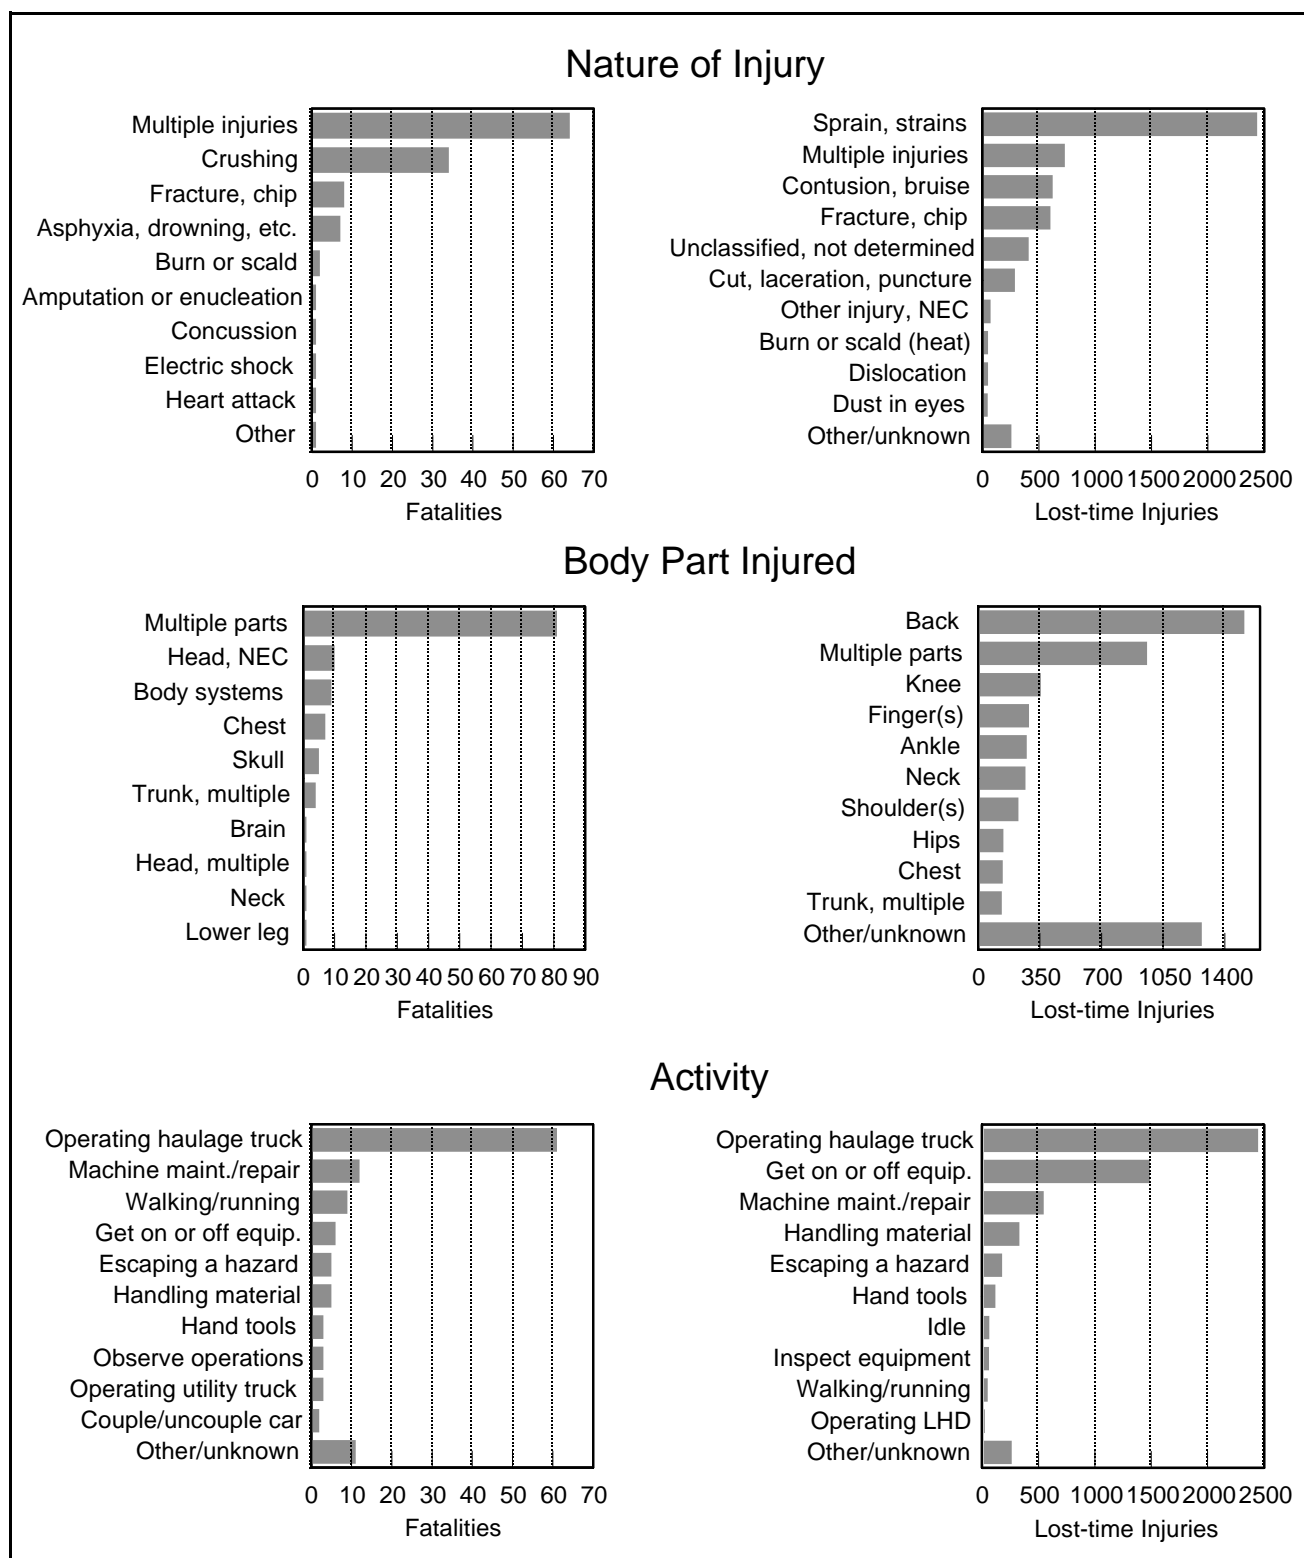 Nature of Injury
Multiple injuries
Crushing
Fracture, chip
Asphyxia, drowning, etc.
Burn or scald
Amputation or enucleation
Concussion
Electric shock
Heart attack
Other
0 10 20 30 40 50 60 70
Fatalities
Sprain, strains
Multiple injuries
Contusion, bruise
Fracture, chip
Unclassified, not determined
Cut, laceration, puncture
Other injury, NEC
Burn or scald (heat)
Dislocation
Dust in eyes
Other/unknown
0 500 1000 1500 2000 2500
Lost-time Injuries
Body Part Injured
Multiple parts
Head, NEC
Body systems
Chest
Skull
Trunk, multiple
Brain
Head, multiple
Neck
Lower leg
0 10 20 30 40 50 60 70 80 90
Fatalities
Back
Multiple parts
Knee
Finger(s)
Ankle
Neck
Shoulder(s)
Hips
Chest
Trunk, multiple
Other/unknown
0 350 700 1050 1400
Lost-time Injuries
Activity
Operating haulage truck
Machine maint./repair
Walking/running
Get on or off equip.
Escaping a hazard
Handling material
Hand tools
Observe operations
Operating utility truck
Couple/uncouple car
Other/unknown
0 10 20 30 40 50 60 70
Fatalities
Operating haulage truck
Get on or off equip.
Machine maint./repair
Handling material
Escaping a hazard
Hand tools
Idle
Inspect equipment
Walking/running
Operating LHD
Other/unknown
0 500 1000 1500 2000 2500
Lost-time Injuries